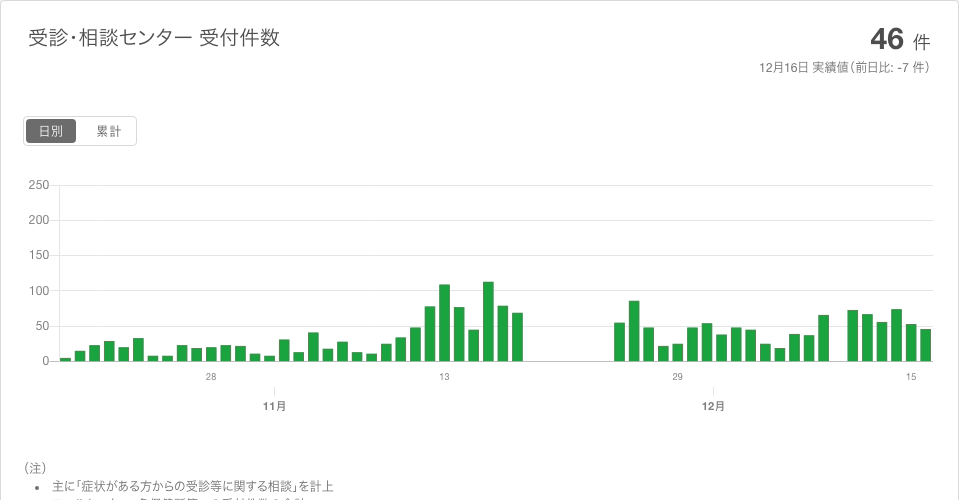 受診・相談センター 受付件数
46 件
12月16日 実績値（前日比: -7 件）
日別 累計
250
200
150
100
50
0
28 13 29 15
11月 12月
（注）
• 主に「症状がある方からの受診等に関する相談」を計上